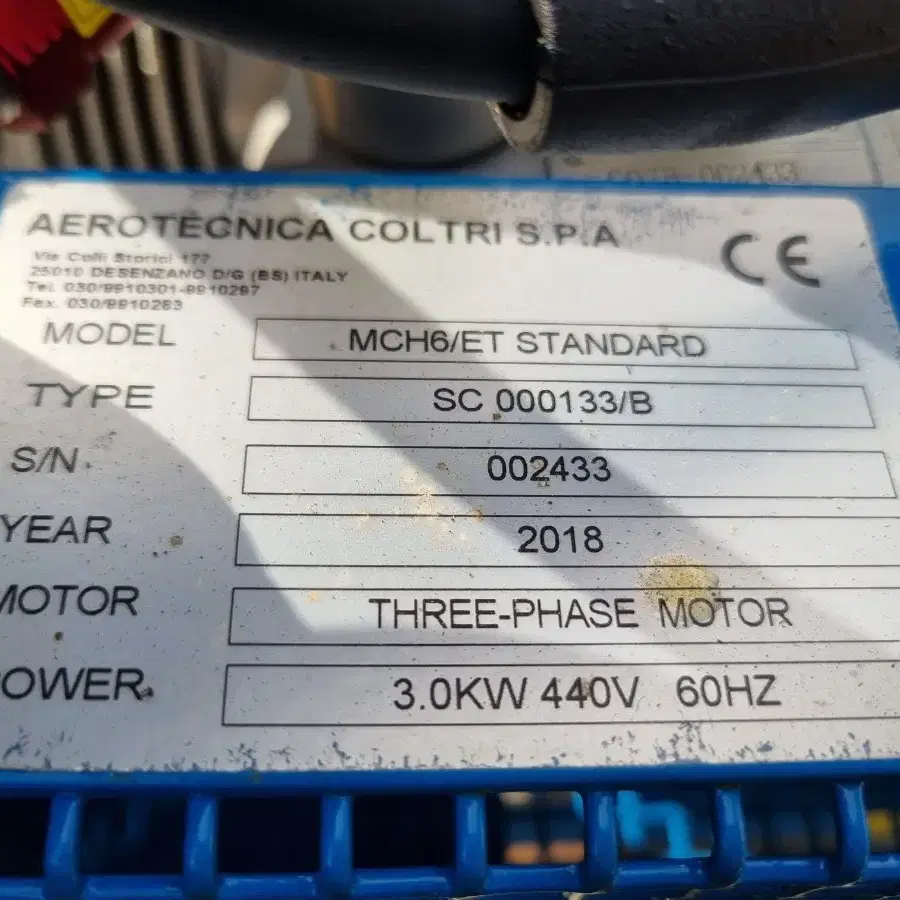 002433
AEROTECNICA COLTRI S.P.A
CE
Via Colli Storici 177
25010 DESENZANO D/G (BS) ITALY
Tel. 030/9910301-9910297
Fax. 030/9910283
MODEL MCH6/ET STANDARD
TYPE SC 000133/B
S/N. 002433
YEAR 2018
MOTOR THREE-PHASE MOTOR
POWER. 3.0KW 440V 60HZ